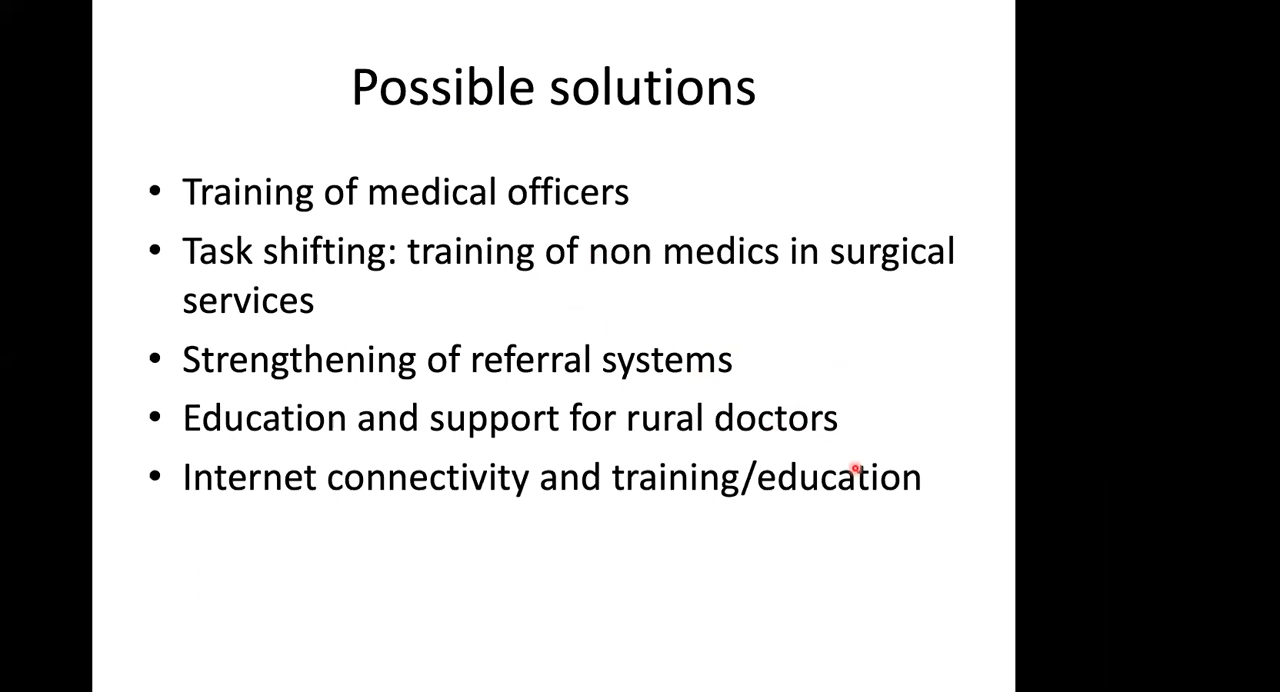 Possible solutions
• Training of medical officers
• Task shifting: training of non medics in surgical
services
• Strengthening of referral systems
• Education and support for rural doctors
• Internet connectivity and training/education